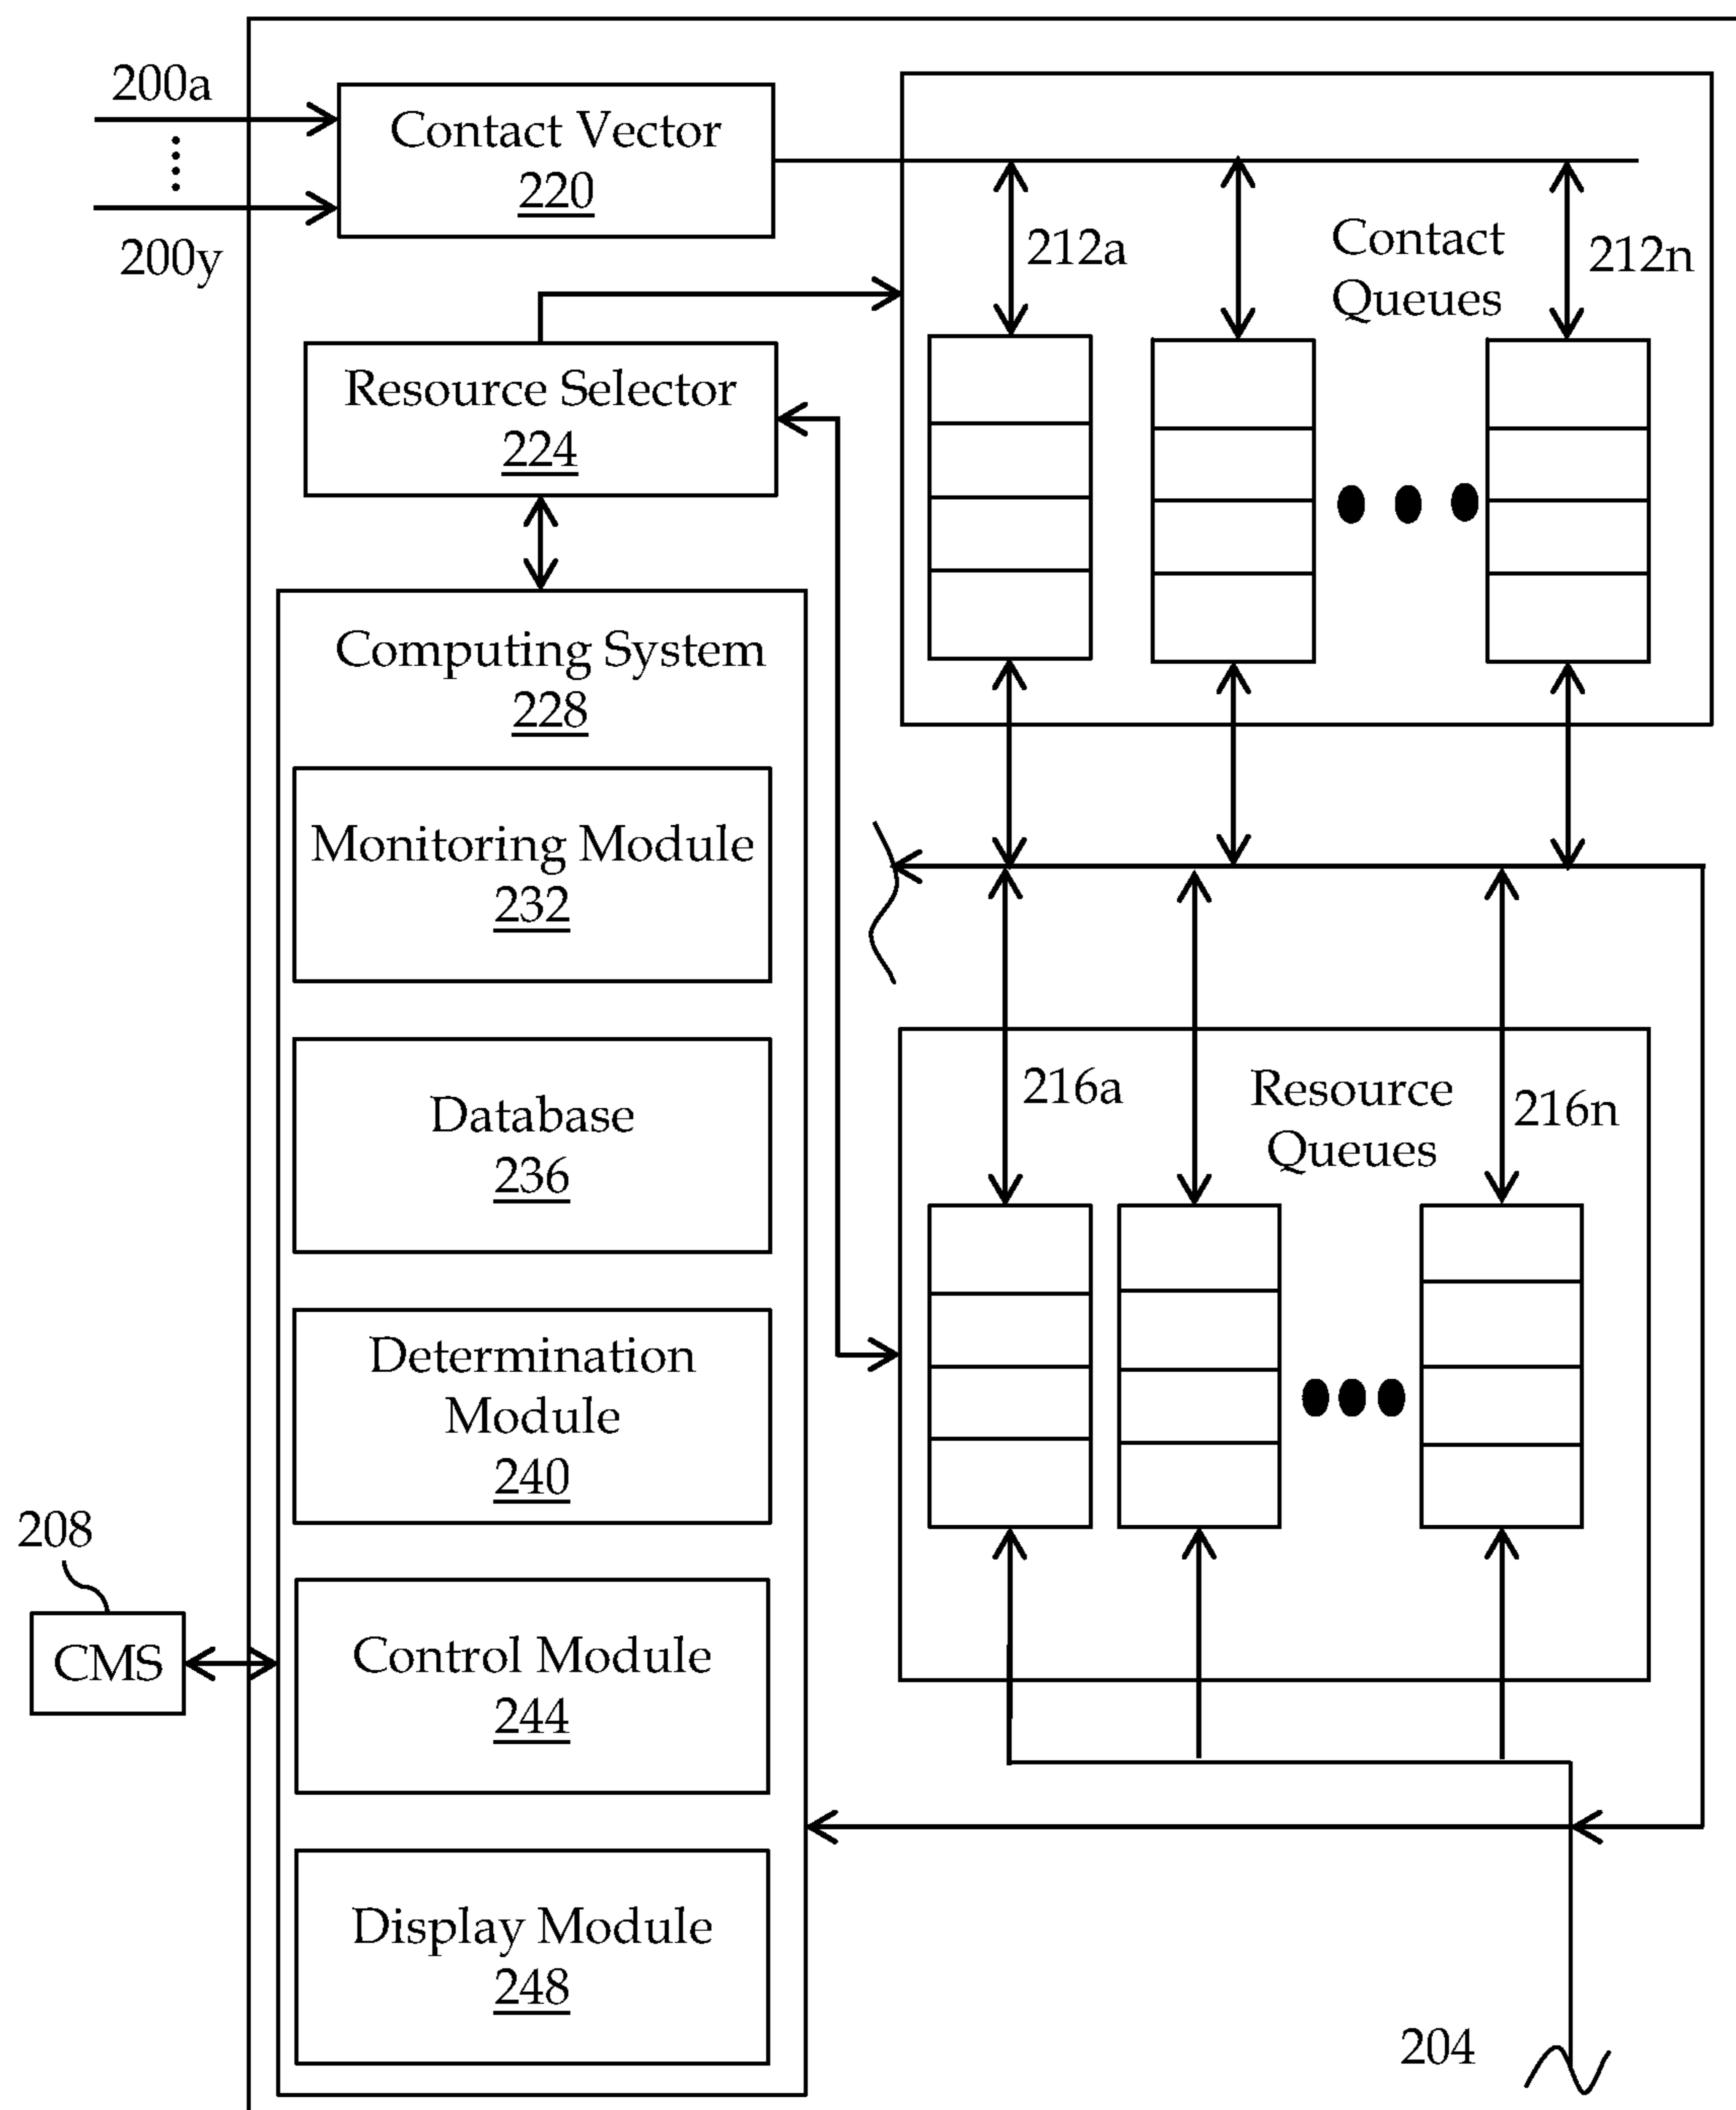 200a
200y
Contact Vector
220
212a
Contact
Queues
212n
Resource Selector
224
Computing System
228
Monitoring Module
232
Database
236
Determination
Module
240
Control Module
244
Display Module
248
208
CMS
216a
Resource
Queues
216n
204